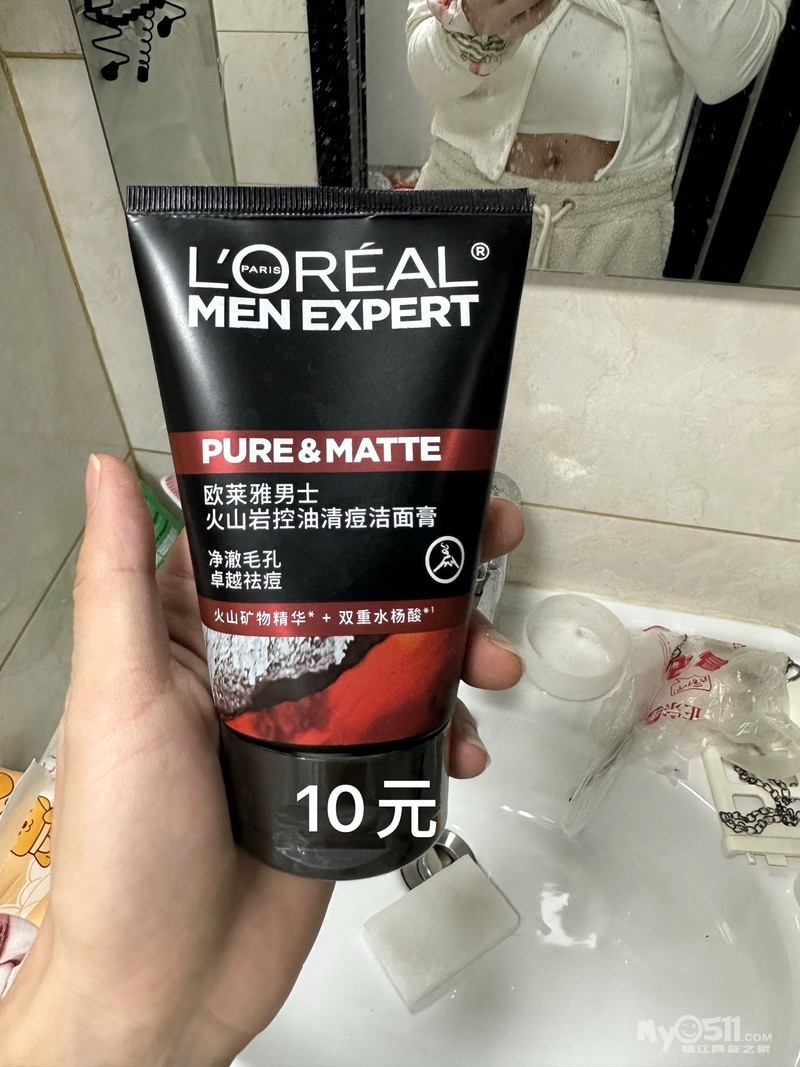 L'ORÉAL®
PARIS
MEN EXPERT
PURE & MATTE
欧莱雅男士
火山岩控油清痘洁面膏
净澈毛孔
卓越祛痘
火山矿物精华* + 双重水杨酸*¹
10元
正宗
My0511.COM
镇江网友之家